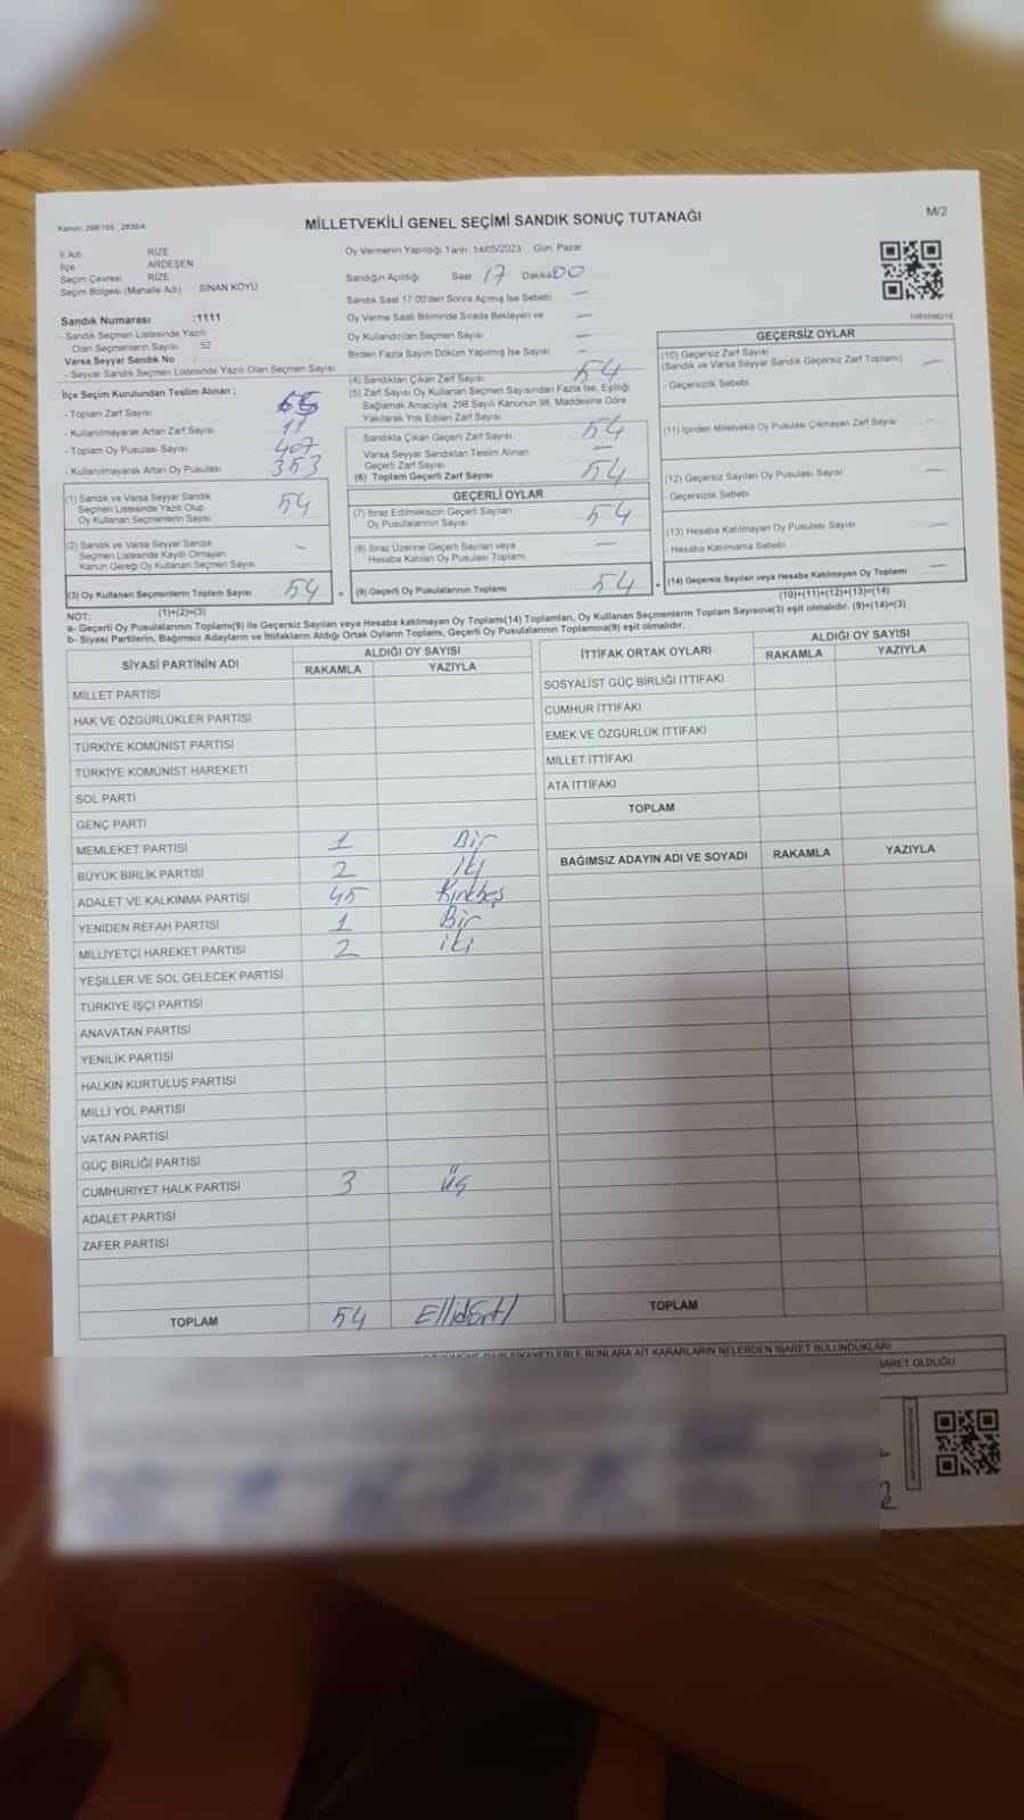 MİLLETVEKİLİ GENEL SEÇİMİ SANDIK SONUÇ TUTANAĞI
M/2
İl Adı RİZE
İlçe ARDEŞEN
Seçim Çevresi RİZE
Seçim Bölgesi (Mahalle Adı) SİNAN KÖYÜ
Oy Vermenin Yapıldığı Tarih: 14/05/2023 Gün: Pazar
Sandığın Açıldığı Saat 17 Dakika 00
Sandık Saat 17:00'den Sonra Açılmış İse Sebebi —
Oy Verme Saati Bitiminde Sırada Bekleyen ve
Oy Kullandırılan Seçmen Sayısı —
Birden Fazla Sayım Döküm Yapılmış İse Sayısı —
Sandık Numarası :1111
- Sandık Seçmen Listesinde Yazılı
Olan Seçmenlerin Sayısı 52
Varsa Seyyar Sandık No
- Seyyar Sandık Seçmen Listesinde Yazılı Olan Seçmen Sayısı
İlçe Seçim Kurulundan Teslim Alınan :
- Toplam Zarf Sayısı 65
- Kullanılmayarak Artan Zarf Sayısı 11
- Toplam Oy Pusulası Sayısı 407
- Kullanılmayarak Artan Oy Pusulası 353
(1) Sandık ve Varsa Seyyar Sandık
Seçmen Listesinde Yazılı Olup
Oy Kullanan Seçmenlerin Sayısı 54
(2) Sandık ve Varsa Seyyar Sandık
Seçmen Listesinde Kayıtlı Olmayan
Kanun Gereği Oy Kullanan Seçmen Sayısı —
(3) Oy Kullanan Seçmenlerin Toplam Sayısı 54
(1)+(2)=(3)
(4) Sandıktan Çıkan Zarf Sayısı 54
(5) Zarf Sayısı Oy Kullanan Seçmen Sayısından Fazla İse, Eşitliği
Sağlamak Amacıyla, 298 Sayılı Kanunun 98. Maddesine Göre
Yakılarak Yok Edilen Zarf Sayısı
Sandıkta Çıkan Geçerli Zarf Sayısı 54
Varsa Seyyar Sandıktan Teslim Alınan
Geçerli Zarf Sayısı —
(6) Toplam Geçerli Zarf Sayısı 54
GEÇERLİ OYLAR
(7) İtiraz Edilmeksizin Geçerli Sayılan
Oy Pusulalarının Sayısı 54
(8) İtiraz Üzerine Geçerli Sayılan veya
Hesaba Katılan Oy Pusulası Toplamı —
(9) Geçerli Oy Pusulalarının Toplamı 54
GEÇERSİZ OYLAR
(10) Geçersiz Zarf Sayısı
(Sandık ve Varsa Seyyar Sandık Geçersiz Zarf Toplamı) —
- Geçersizlik Sebebi
(11) İçinden Milletvekili Oy Pusulası Çıkmayan Zarf Sayısı —
(12) Geçersiz Sayılan Oy Pusulası Sayısı —
- Geçersizlik Sebebi
(13) Hesaba Katılmayan Oy Pusulası Sayısı —
- Hesaba Katılmama Sebebi
(14) Geçersiz Sayılan veya Hesaba Katılmayan Oy Toplamı —
(10)+(11)+(12)+(13)=(14)
NOT:
a- Geçerli Oy Pusulalarının Toplamı(9) ile Geçersiz Sayılan veya Hesaba katılmayan Oy Toplamı(14) Toplamları, Oy Kullanan Seçmenlerin Toplam Sayısına(3) eşit olmalıdır. (9)+(14)=(3)
b- Siyasi Partilerin, Bağımsız Adayların ve İttifakların Aldığı Ortak Oyların Toplamı, Geçerli Oy Pusulalarının Toplamına(9) eşit olmalıdır.
SİYASİ PARTİNİN ADI ALDIĞI OY SAYISI
RAKAMLA YAZIYLA
MİLLET PARTİSİ
HAK VE ÖZGÜRLÜKLER PARTİSİ
TÜRKİYE KOMÜNİST PARTİSİ
TÜRKİYE KOMÜNİST HAREKETİ
SOL PARTİ
GENÇ PARTİ
MEMLEKET PARTİSİ 1 Bir
BÜYÜK BİRLİK PARTİSİ 2 İki
ADALET VE KALKINMA PARTİSİ 45 Kırkbeş
YENİDEN REFAH PARTİSİ 1 Bir
MİLLİYETÇİ HAREKET PARTİSİ 2 iki
YEŞİLLER VE SOL GELECEK PARTİSİ
TÜRKİYE İŞÇİ PARTİSİ
ANAVATAN PARTİSİ
YENİLİK PARTİSİ
HALKIN KURTULUŞ PARTİSİ
MİLLİ YOL PARTİSİ
VATAN PARTİSİ
GÜÇ BİRLİĞİ PARTİSİ
CUMHURİYET HALK PARTİSİ 3 üç
ADALET PARTİSİ
ZAFER PARTİSİ
TOPLAM 54 Ellidört
İTTİFAK ORTAK OYLARI ALDIĞI OY SAYISI
RAKAMLA YAZIYLA
SOSYALİST GÜÇ BİRLİĞİ İTTİFAKI
CUMHUR İTTİFAKI
EMEK VE ÖZGÜRLÜK İTTİFAKI
MİLLET İTTİFAKI
ATA İTTİFAKI
TOPLAM
BAĞIMSIZ ADAYIN ADI VE SOYADI RAKAMLA YAZIYLA
TOPLAM
BUNLARA AİT KARARLARIN NELERDEN İBARET BULUNDUKLARI
OLDUĞU